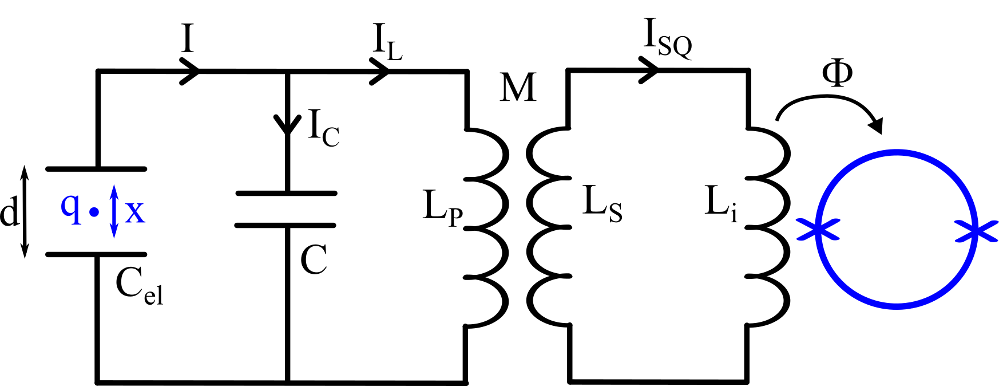 I
I_L
M
I_SQ
Φ
I_C
d
q
x
L_P
L_S
L_i
C_el
C